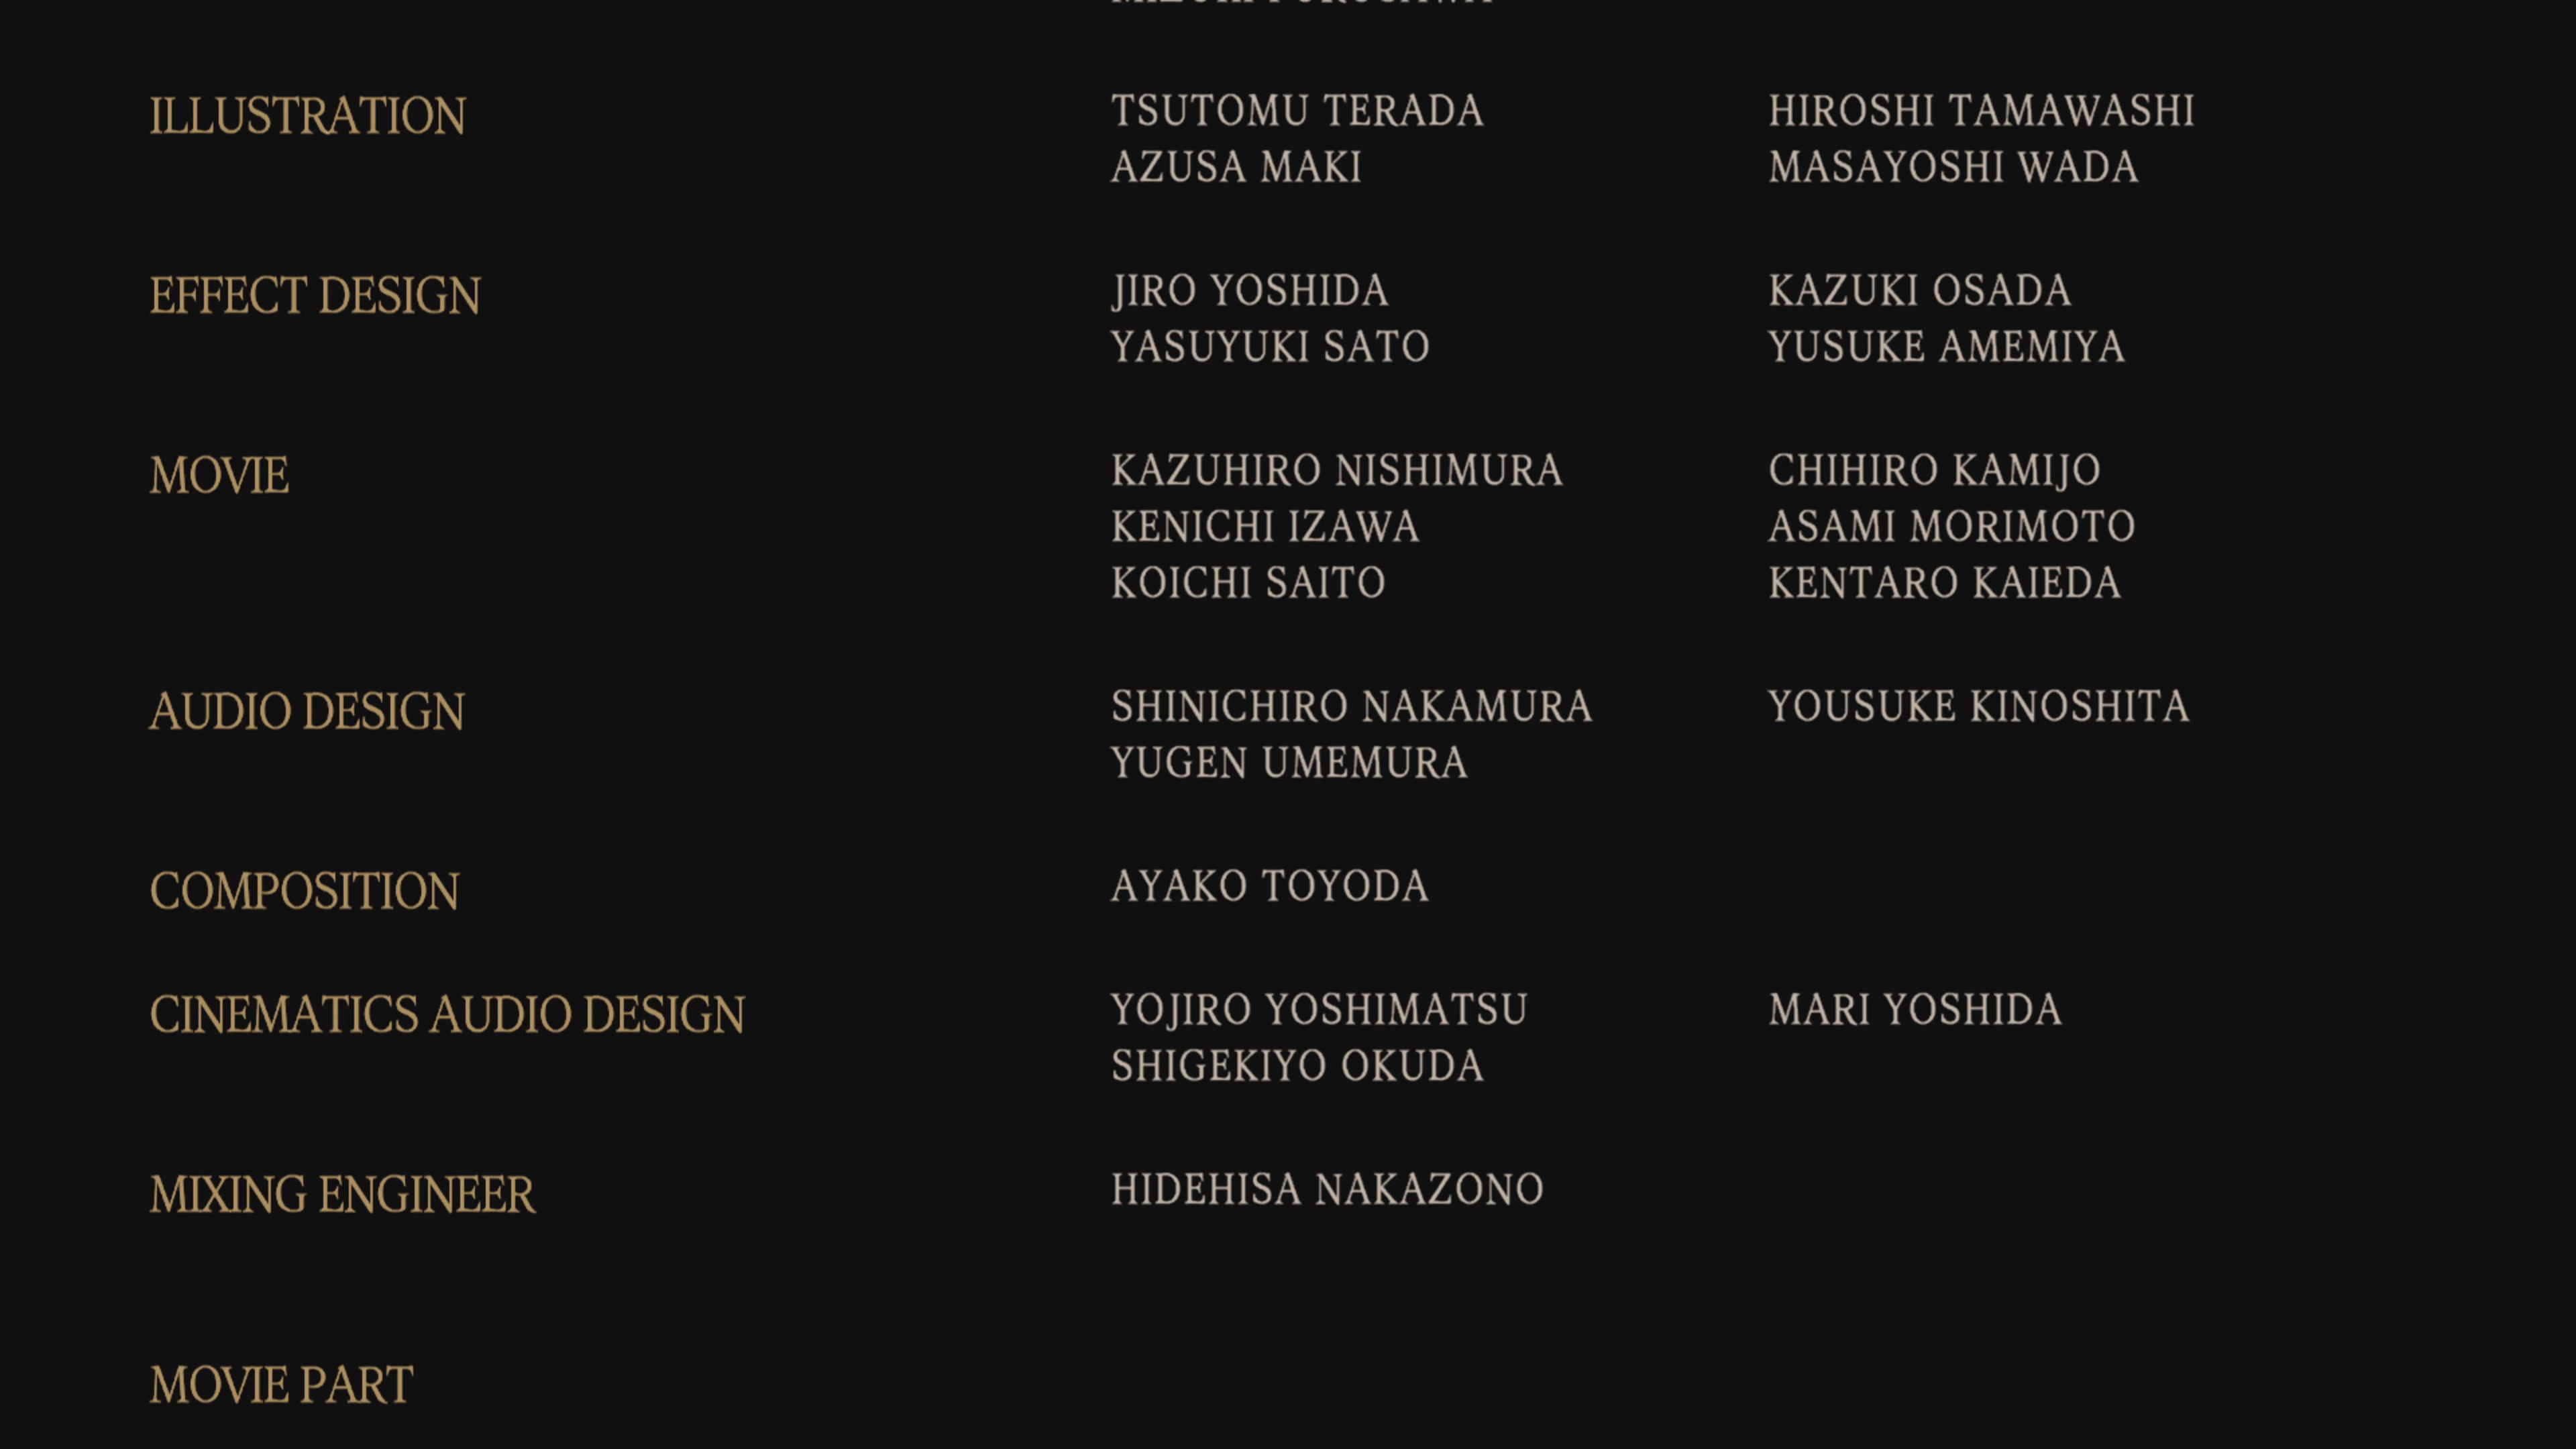 ILLUSTRATION TSUTOMU TERADA HIROSHI TAMAWASHI
AZUSA MAKI MASAYOSHI WADA
EFFECT DESIGN JIRO YOSHIDA KAZUKI OSADA
YASUYUKI SATO YUSUKE AMEMIYA
MOVIE KAZUHIRO NISHIMURA CHIHIRO KAMIJO
KENICHI IZAWA ASAMI MORIMOTO
KOICHI SAITO KENTARO KAIEDA
AUDIO DESIGN SHINICHIRO NAKAMURA YOUSUKE KINOSHITA
YUGEN UMEMURA
COMPOSITION AYAKO TOYODA
CINEMATICS AUDIO DESIGN YOJIRO YOSHIMATSU MARI YOSHIDA
SHIGEKIYO OKUDA
MIXING ENGINEER HIDEHISA NAKAZONO
MOVIE PART